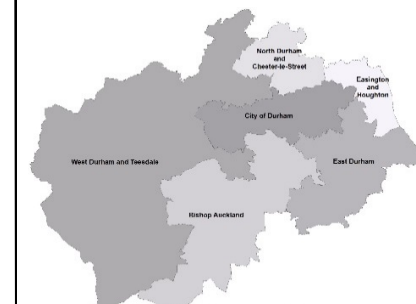 North Durham
and
Chester-le-Street
Easington
and
Houghton
City of Durham
West Durham and Teesdale
East Durham
Bishop Auckland